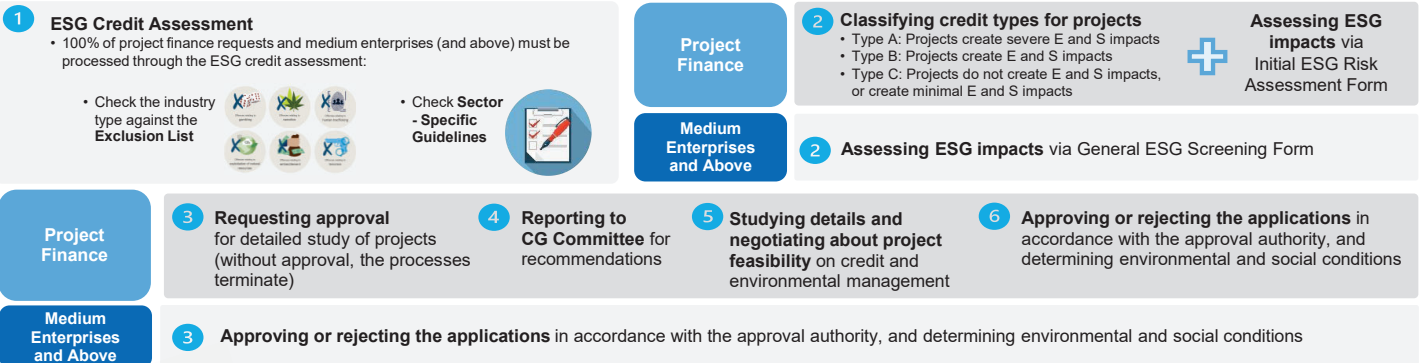 1
ESG Credit Assessment
• 100% of project finance requests and medium enterprises (and above) must be
processed through the ESG credit assessment:
• Check the industry
type against the
Exclusion List
• Check Sector
- Specific
Guidelines
Project
Finance
2
Classifying credit types for projects
• Type A: Projects create severe E and S impacts
• Type B: Projects create E and S impacts
• Type C: Projects do not create E and S impacts,
or create minimal E and S impacts
Assessing ESG
impacts via
Initial ESG Risk
Assessment Form
Medium
Enterprises
and Above
2
Assessing ESG impacts via General ESG Screening Form
Project
Finance
3
Requesting approval
for detailed study of projects
(without approval, the processes
terminate)
4
Reporting to
CG Committee for
recommendations
5
Studying details and
negotiating about project
feasibility on credit and
environmental management
6
Approving or rejecting the applications in
accordance with the approval authority, and
determining environmental and social conditions
Medium
Enterprises
and Above
3
Approving or rejecting the applications in accordance with the approval authority, and determining environmental and social conditions